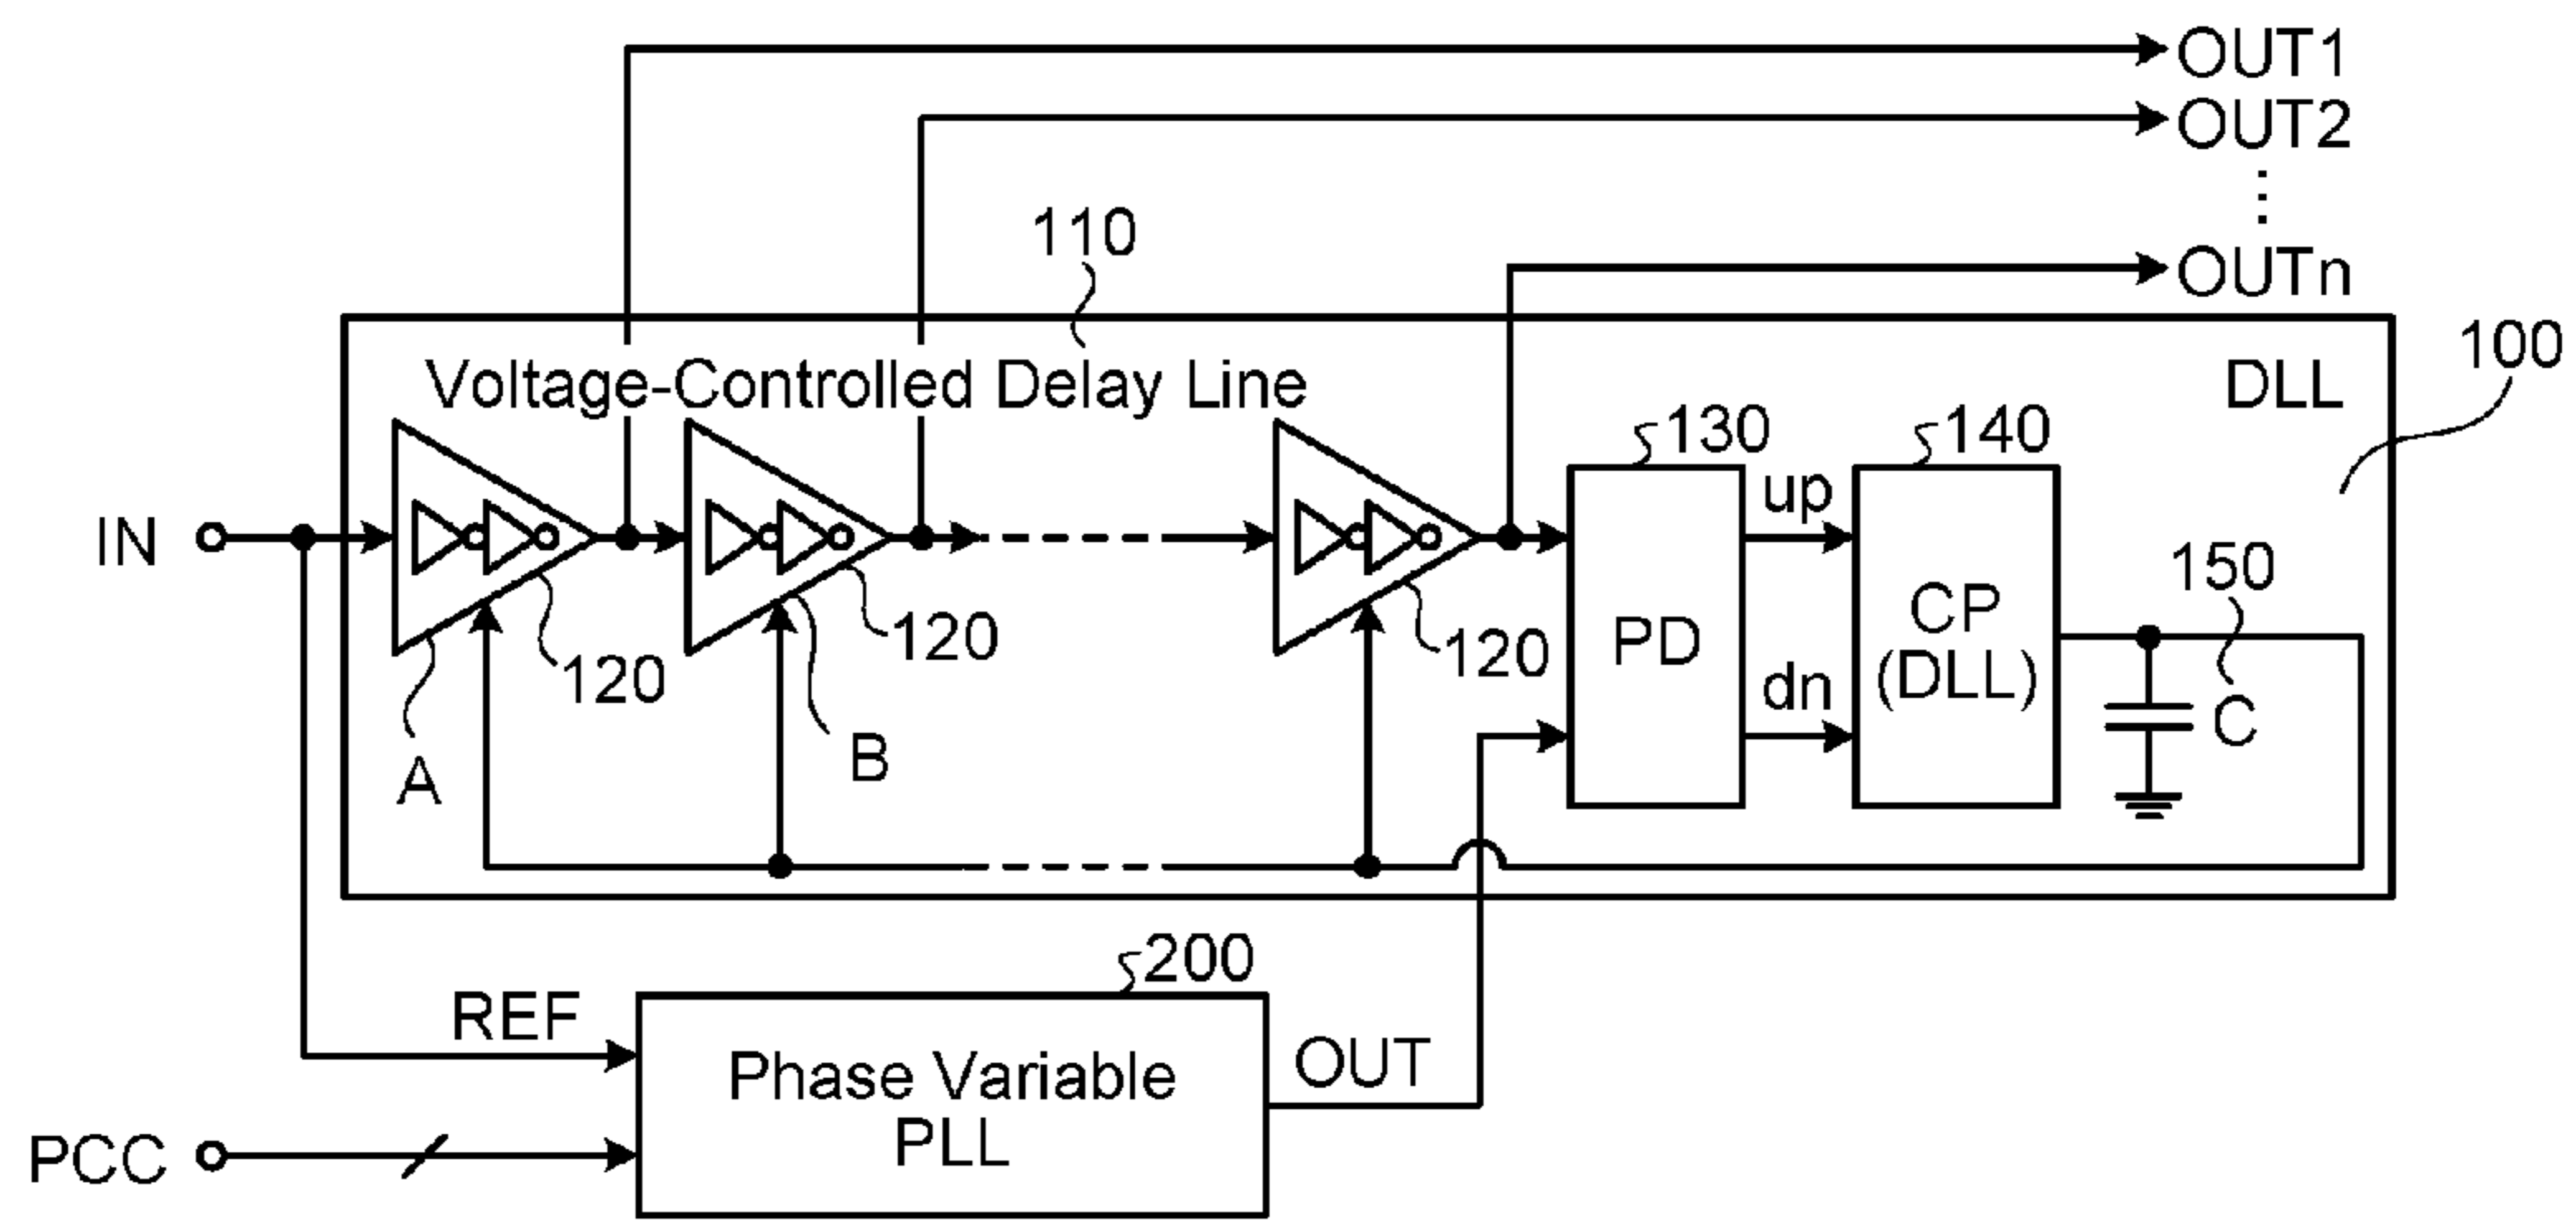 OUT1
OUT2
⋮
OUTn
110
100
Voltage-Controlled Delay Line
DLL
130
140
up
IN
150
120
120
120
PD
CP
(DLL)
dn
C
A
B
200
REF
Phase Variable
PLL
OUT
PCC